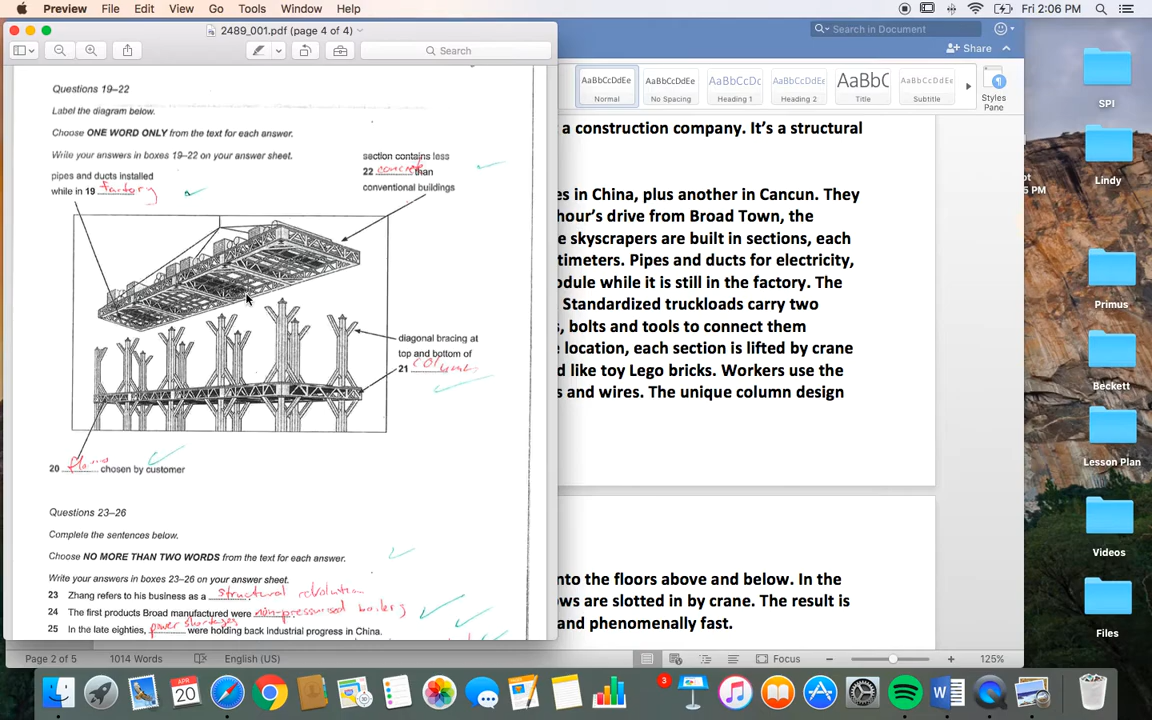 Preview File Edit View Go Tools Window Help
Fri 2:06 PM
2489_001.pdf (page 4 of 4)
Search
Search in Document
Share
AaBbCcDdEe
Normal
AaBbCcDdEe
No Spacing
AaBbCcDc
Heading 1
AaBbCcDdEe
Heading 2
AaBbC
Title
AaBbCcDdEe
Subtitle
Styles
Pane
Questions 19–22
Label the diagram below.
Choose ONE WORD ONLY from the text for each answer.
Write your answers in boxes 19–22 on your answer sheet.
pipes and ducts installed
while in 19 factory
section contains less
22 concrete than
conventional buildings
diagonal bracing at
top and bottom of
21 columns
20 chosen by customer
Questions 23–26
Complete the sentences below.
Choose NO MORE THAN TWO WORDS from the text for each answer.
Write your answers in boxes 23–26 on your answer sheet.
23 Zhang refers to his business as a structural revolution
24 The first products Broad manufactured were non-pressurised boilers
25 In the late eighties, power shortages were holding back industrial progress in China.
a construction company. It's a structural
es in China, plus another in Cancun. They
hour's drive from Broad Town, the
e skyscrapers are built in sections, each
timeters. Pipes and ducts for electricity,
odule while it is still in the factory. The
Standardized truckloads carry two
s, bolts and tools to connect them
e location, each section is lifted by crane
d like toy Lego bricks. Workers use the
s and wires. The unique column design
nto the floors above and below. In the
ows are slotted in by crane. The result is
and phenomenally fast.
Page 2 of 5
1014 Words
English (US)
Focus
125%
SPI
Lindy
ot
5 PM
Primus
Beckett
Lesson Plan
Videos
Files
APR
20
3